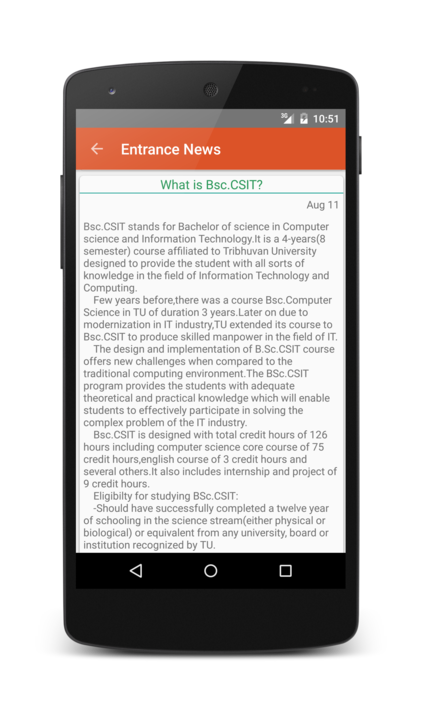 3G 10:51
Entrance News
What is Bsc.CSIT?
Aug 11
Bsc.CSIT stands for Bachelor of science in Computer
science and Information Technology.It is a 4-years(8
semester) course affiliated to Tribhuvan University
designed to provide the student with all sorts of
knowledge in the field of Information Technology and
Computing.
Few years before,there was a course Bsc.Computer
Science in TU of duration 3 years.Later on due to
modernization in IT industry,TU extended its course to
Bsc.CSIT to produce skilled manpower in the field of IT.
The design and implementation of B.Sc.CSIT course
offers new challenges when compared to the
traditional computing environment.The BSc.CSIT
program provides the students with adequate
theoretical and practical knowledge which will enable
students to effectively participate in solving the
complex problem of the IT industry.
Bsc.CSIT is designed with total credit hours of 126
hours including computer science core course of 75
credit hours,english course of 3 credit hours and
several others.It also includes internship and project of
9 credit hours.
Eligibilty for studying BSc.CSIT:
-Should have successfully completed a twelve year
of schooling in the science stream(either physical or
biological) or equivalent from any university, board or
institution recognized by TU.